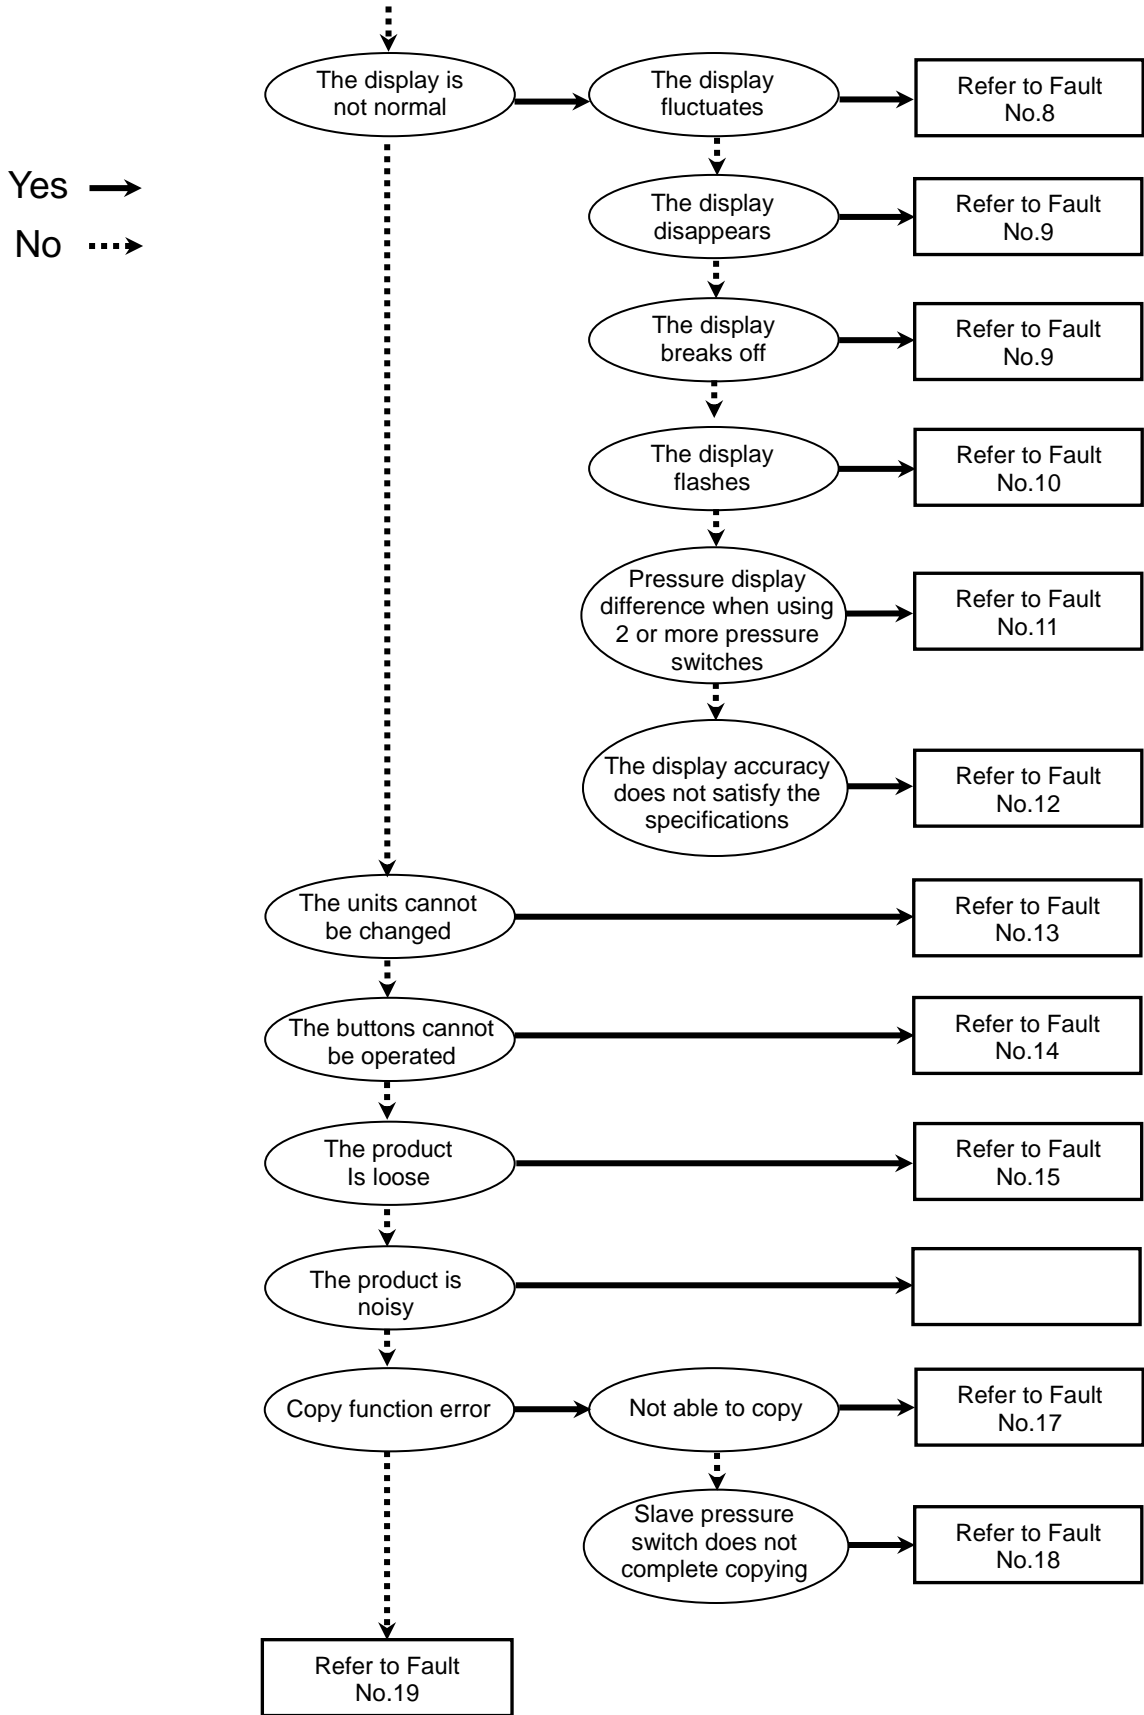 The display is
not normal
The display
fluctuates
Refer to Fault
No.8
Yes
No
The display
disappears
Refer to Fault
No.9
The display
breaks off
Refer to Fault
No.9
The display
flashes
Refer to Fault
No.10
Pressure display
difference when using
2 or more pressure
switches
Refer to Fault
No.11
The display accuracy
does not satisfy the
specifications
Refer to Fault
No.12
The units cannot
be changed
Refer to Fault
No.13
The buttons cannot
be operated
Refer to Fault
No.14
The product
Is loose
Refer to Fault
No.15
The product is
noisy
Copy function error
Not able to copy
Refer to Fault
No.17
Slave pressure
switch does not
complete copying
Refer to Fault
No.18
Refer to Fault
No.19